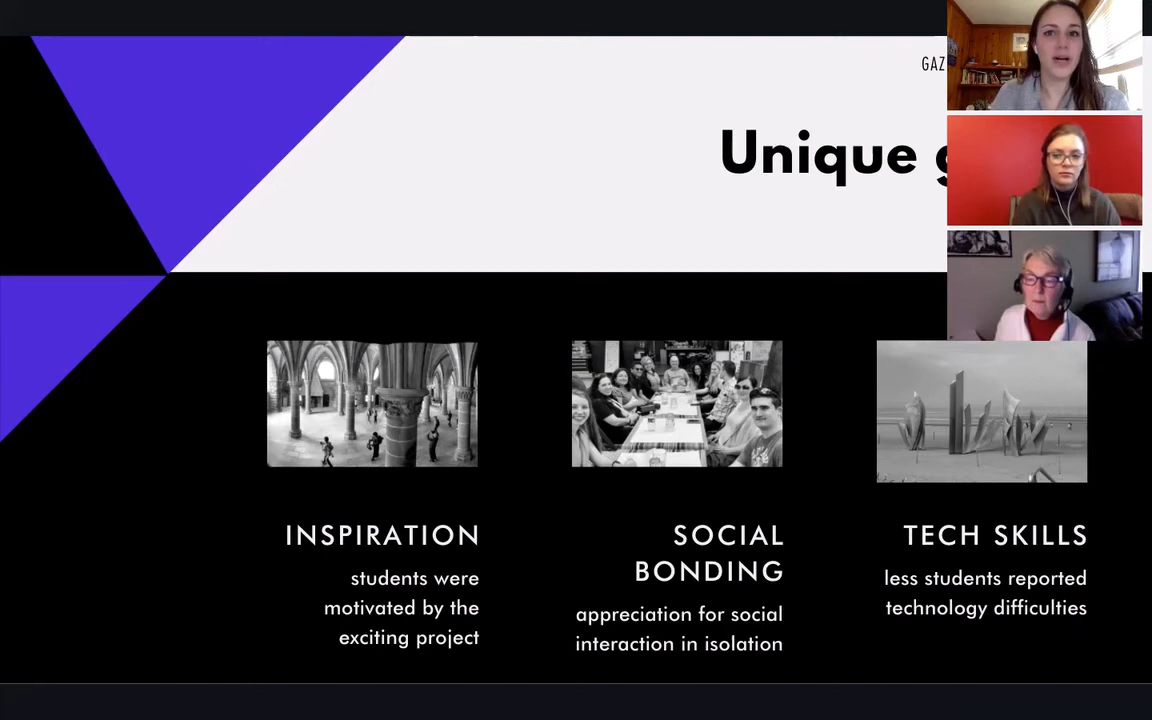 GAZ
Unique
INSPIRATION
students were
motivated by the
exciting project
SOCIAL
BONDING
appreciation for social
interaction in isolation
TECH SKILLS
less students reported
technology difficulties